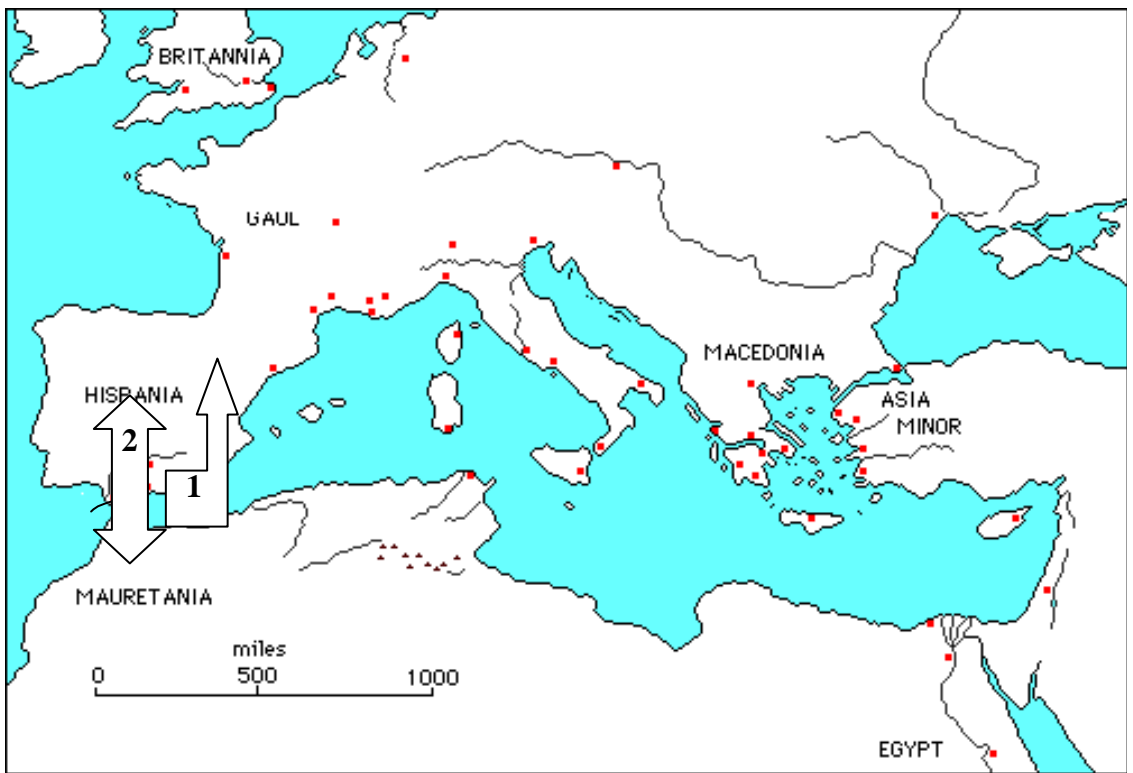 BRITANNIA
GAUL
MACEDONIA
HISPANIA
ASIA
MINOR
2
1
MAURETANIA
miles
0 500 1000
EGYPT